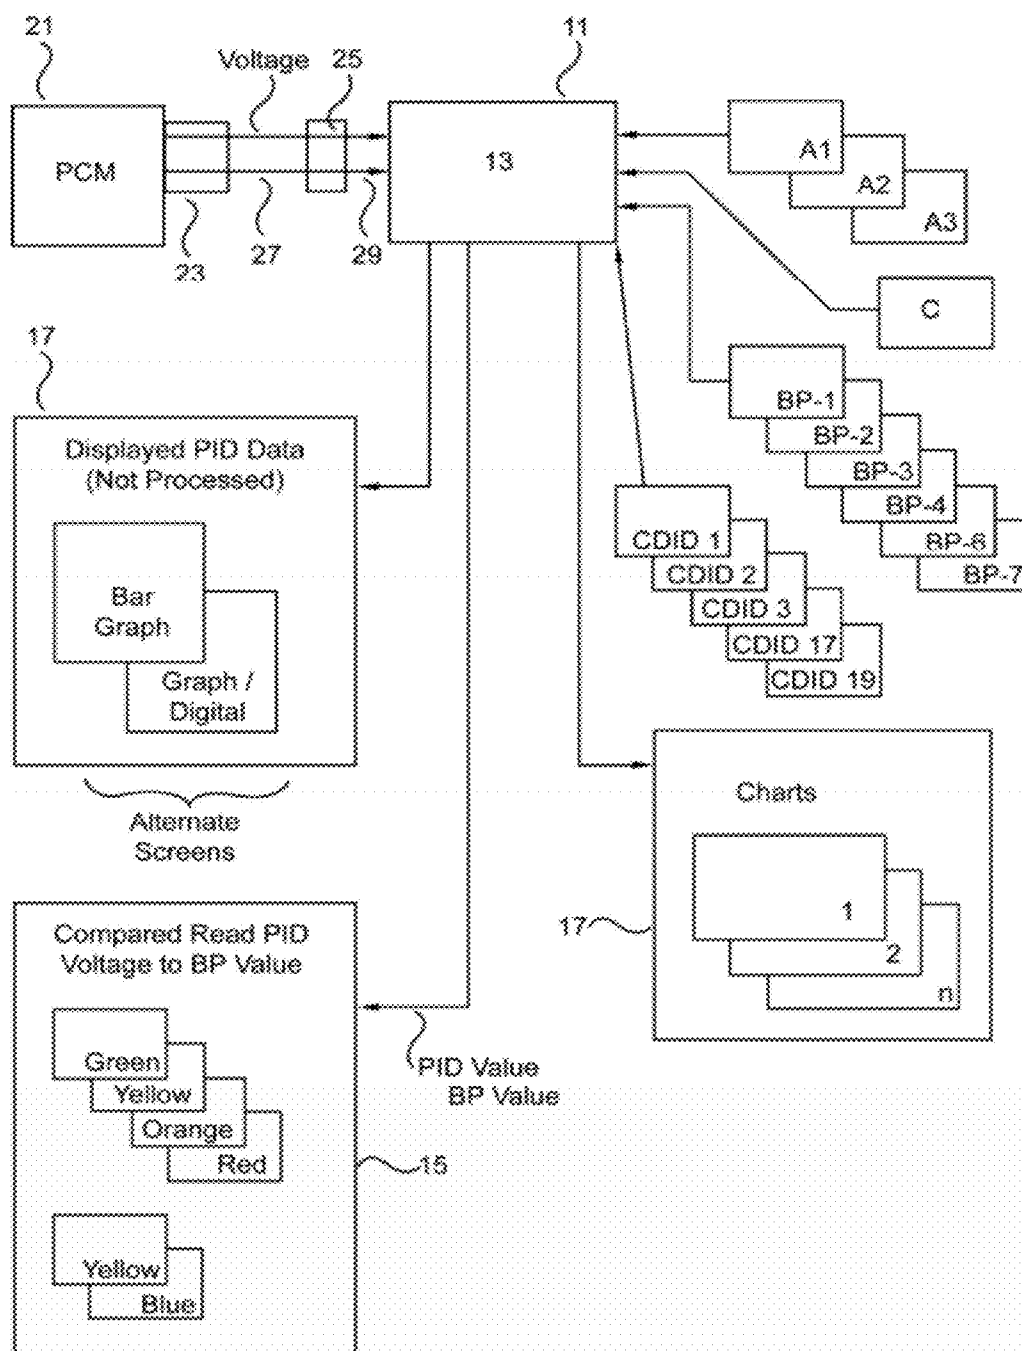 21
Voltage
25
11
PCM
13
A1
A2
A3
23
27
29
C
17
BP-1
BP-2
BP-3
BP-4
BP-6
BP-7
Displayed PID Data
(Not Processed)
Bar
Graph
Graph /
Digital
CDID 1
CDID 2
CDID 3
CDID 17
CDID 19
Alternate
Screens
Charts
1
2
n
17
Compared Read PID
Voltage to BP Value
Green
Yellow
Orange
Red
PID Value
BP Value
15
Yellow
Blue